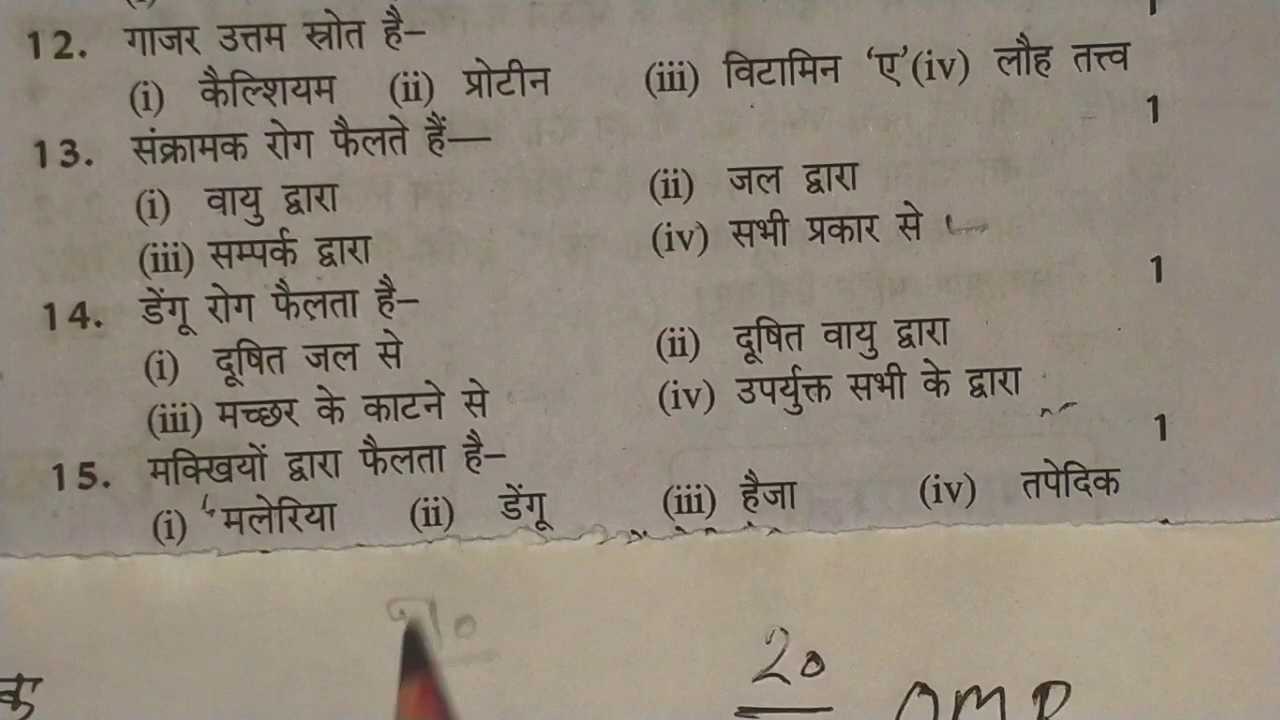 12. गाजर उत्तम स्रोत है–
(i) कैल्शियम (ii) प्रोटीन (iii) विटामिन ‘ए’ (iv) लौह तत्त्व
1
13. संक्रामक रोग फैलते हैं—
(i) वायु द्वारा (ii) जल द्वारा
(iii) सम्पर्क द्वारा (iv) सभी प्रकार से
1
14. डेंगू रोग फैलता है–
(i) दूषित जल से (ii) दूषित वायु द्वारा
(iii) मच्छर के काटने से (iv) उपर्युक्त सभी के द्वारा
1
15. मक्खियों द्वारा फैलता है–
(i) मलेरिया (ii) डेंगू (iii) हैजा (iv) तपेदिक
20